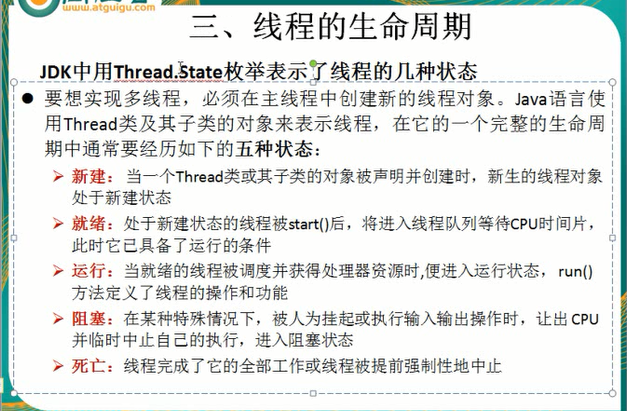 www.atguigu.com
三、线程的生命周期
JDK中用Thread.State枚举表示了线程的几种状态
● 要想实现多线程，必须在主线程中创建新的线程对象。Java语言使
用Thread类及其子类的对象来表示线程，在它的一个完整的生命周
期中通常要经历如下的五种状态：
➢ 新建： 当一个Thread类或其子类的对象被声明并创建时，新生的线程对象
处于新建状态
➢ 就绪：处于新建状态的线程被start()后，将进入线程队列等待CPU时间片，
此时它已具备了运行的条件
➢ 运行：当就绪的线程被调度并获得处理器资源时,便进入运行状态， run()
方法定义了线程的操作和功能
➢ 阻塞：在某种特殊情况下，被人为挂起或执行输入输出操作时，让出 CPU
并临时中止自己的执行，进入阻塞状态
➢ 死亡：线程完成了它的全部工作或线程被提前强制性地中止